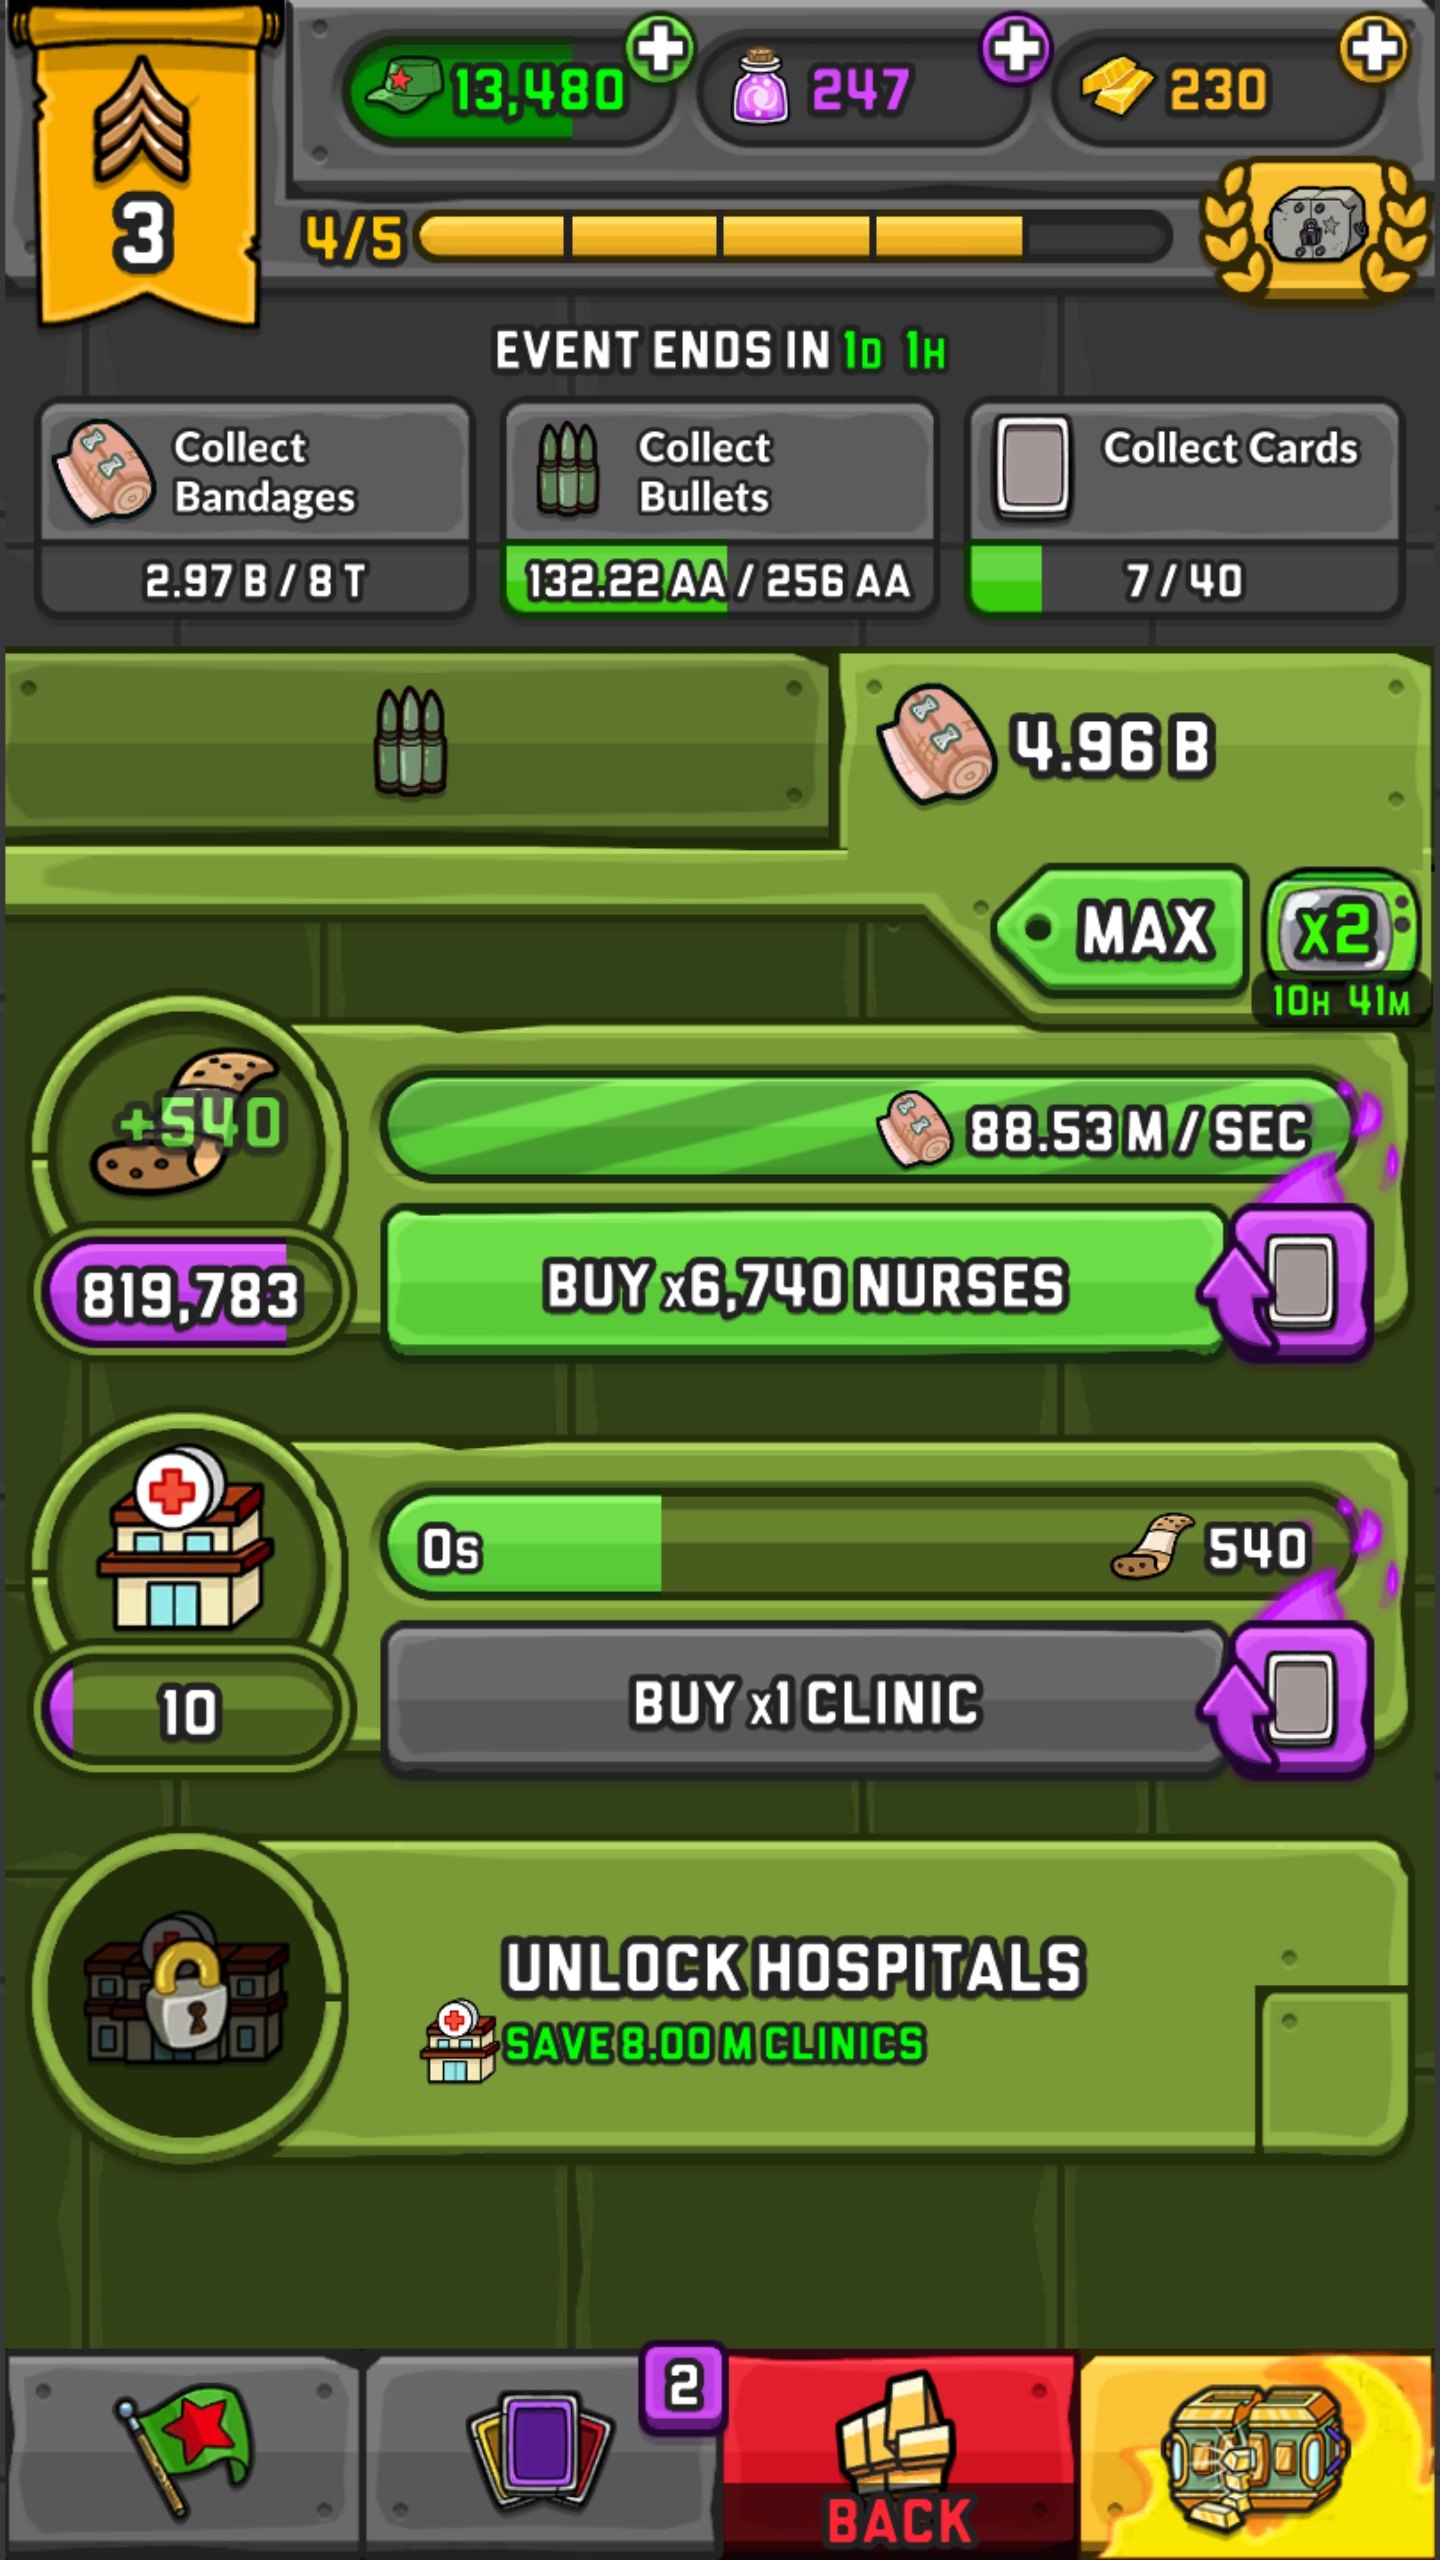 13,480
247
230
3
4/5
EVENT ENDS IN 1D 1H
Collect
Bandages
2.97 B / 8 T
Collect
Bullets
132.22 AA / 256 AA
Collect Cards
7 / 40
4.96 B
MAX
x2
10H 41M
+540
88.53 M / SEC
819,783
BUY x6,740 NURSES
0s
540
10
BUY x1 CLINIC
UNLOCK HOSPITALS
SAVE 8.00 M CLINICS
2
BACK